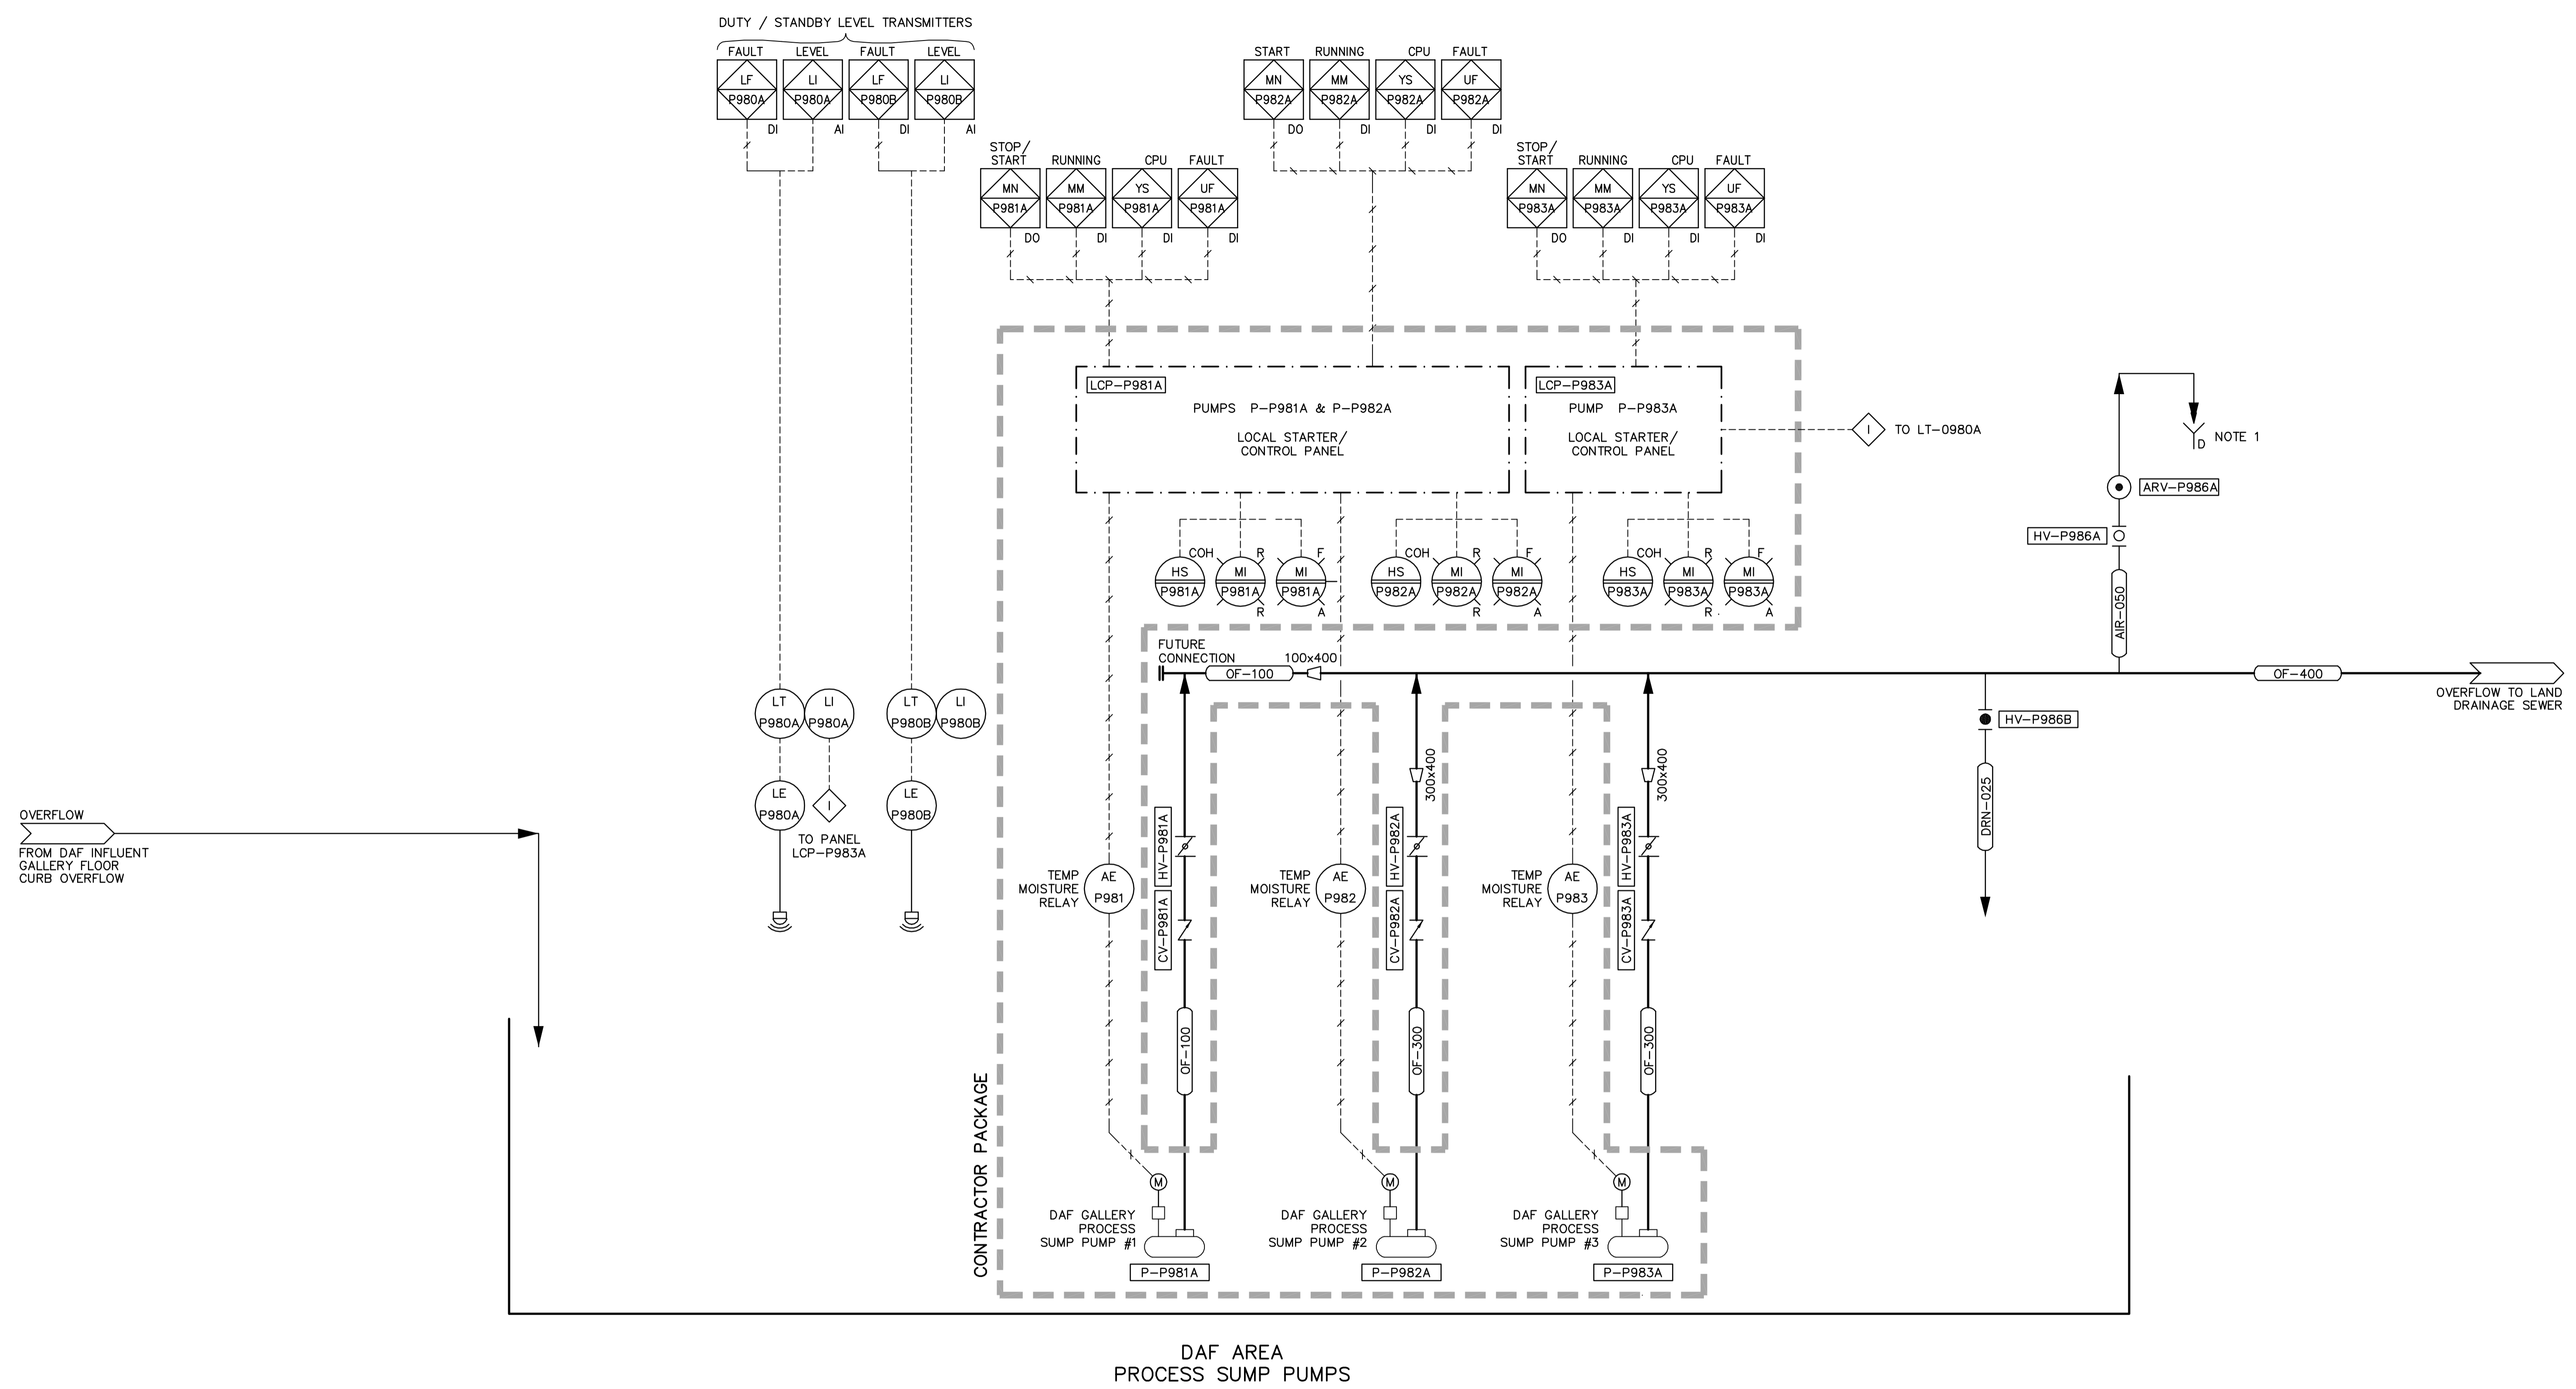 DUTY / STANDBY LEVEL TRANSMITTERS
FAULT LEVEL FAULT LEVEL
LF LI LF LI
P980A P980A P980B P980B
DI AI DI AI
START RUNNING CPU FAULT
MN MM YS UF
P982A P982A P982A P982A
DO DI DI DI
STOP/
START RUNNING CPU FAULT
MN MM YS UF
P981A P981A P981A P981A
DO DI DI DI
STOP/
START RUNNING CPU FAULT
MN MM YS UF
P983A P983A P983A P983A
DO DI DI DI
LCP-P981A
PUMPS P-P981A & P-P982A
LOCAL STARTER/
CONTROL PANEL
LCP-P983A
PUMP P-P983A
LOCAL STARTER/
CONTROL PANEL
I TO LT-0980A
D NOTE 1
ARV-P986A
HV-P986A
AIR-050
COH R F
HS MI MI
P981A P981A P981A
R A
COH R F
HS MI MI
P982A P982A P982A
R A
COH R F
HS MI MI
P983A P983A P983A
R A
FUTURE
CONNECTION
OF-100
100x400
OF-400
OVERFLOW TO LAND
DRAINAGE SEWER
HV-P986B
DRN-025
LT LI LT LI
P980A P980A P980B P980B
LE I LE
P980A P980B
TO PANEL
LCP-P983A
OVERFLOW
FROM DAF INFLUENT
GALLERY FLOOR
CURB OVERFLOW
300x400
300x400
HV-P981A
HV-P982A
HV-P983A
TEMP
MOISTURE
RELAY
AE
P981
TEMP
MOISTURE
RELAY
AE
P982
TEMP
MOISTURE
RELAY
AE
P983
CV-P981A
CV-P982A
CV-P983A
OF-100
OF-300
OF-300
CONTRACTOR PACKAGE
M
DAF GALLERY
PROCESS
SUMP PUMP #1
P-P981A
M
DAF GALLERY
PROCESS
SUMP PUMP #2
P-P982A
M
DAF GALLERY
PROCESS
SUMP PUMP #3
P-P983A
DAF AREA
PROCESS SUMP PUMPS